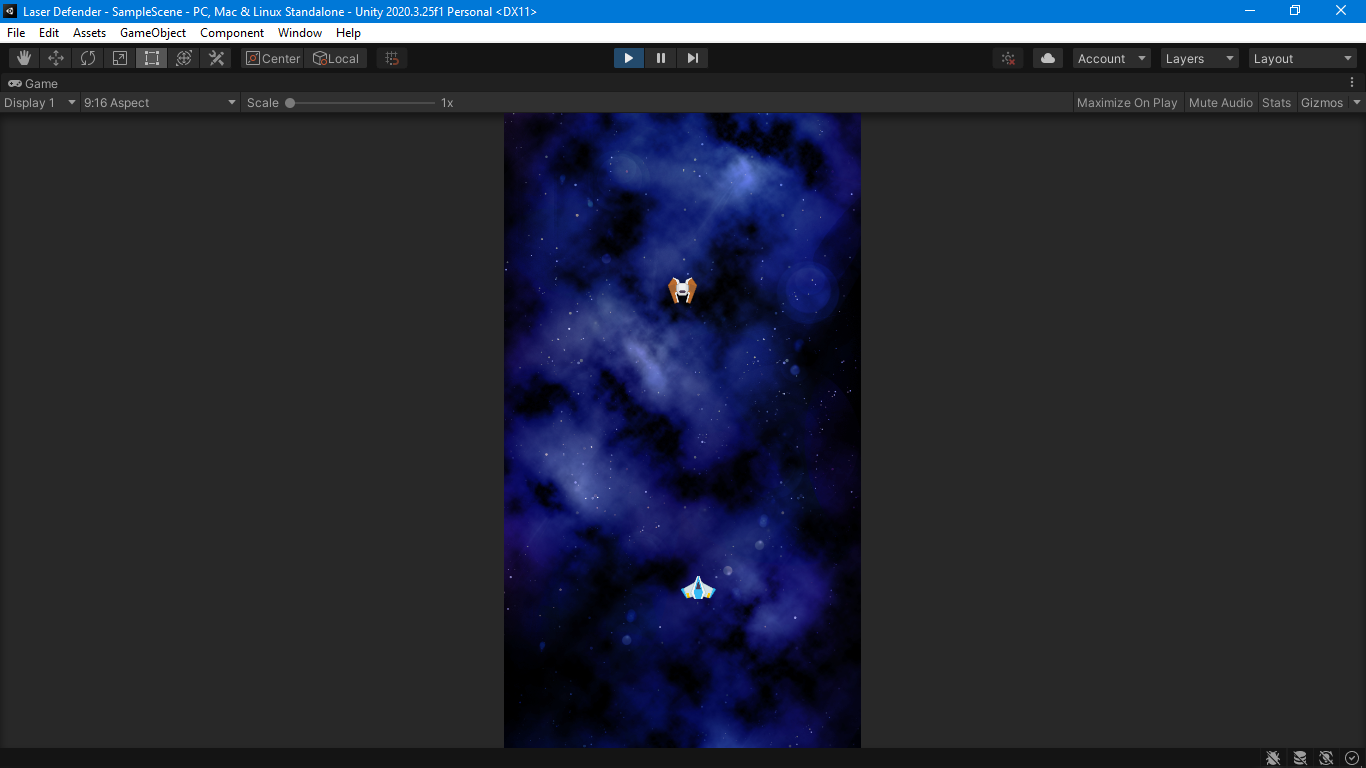 Laser Defender - SampleScene - PC, Mac & Linux Standalone - Unity 2020.3.25f1 Personal <DX11>
File Edit Assets GameObject Component Window Help
Center Local Account Layers Layout
Game
Display 1 9:16 Aspect Scale 1x Maximize On Play Mute Audio Stats Gizmos